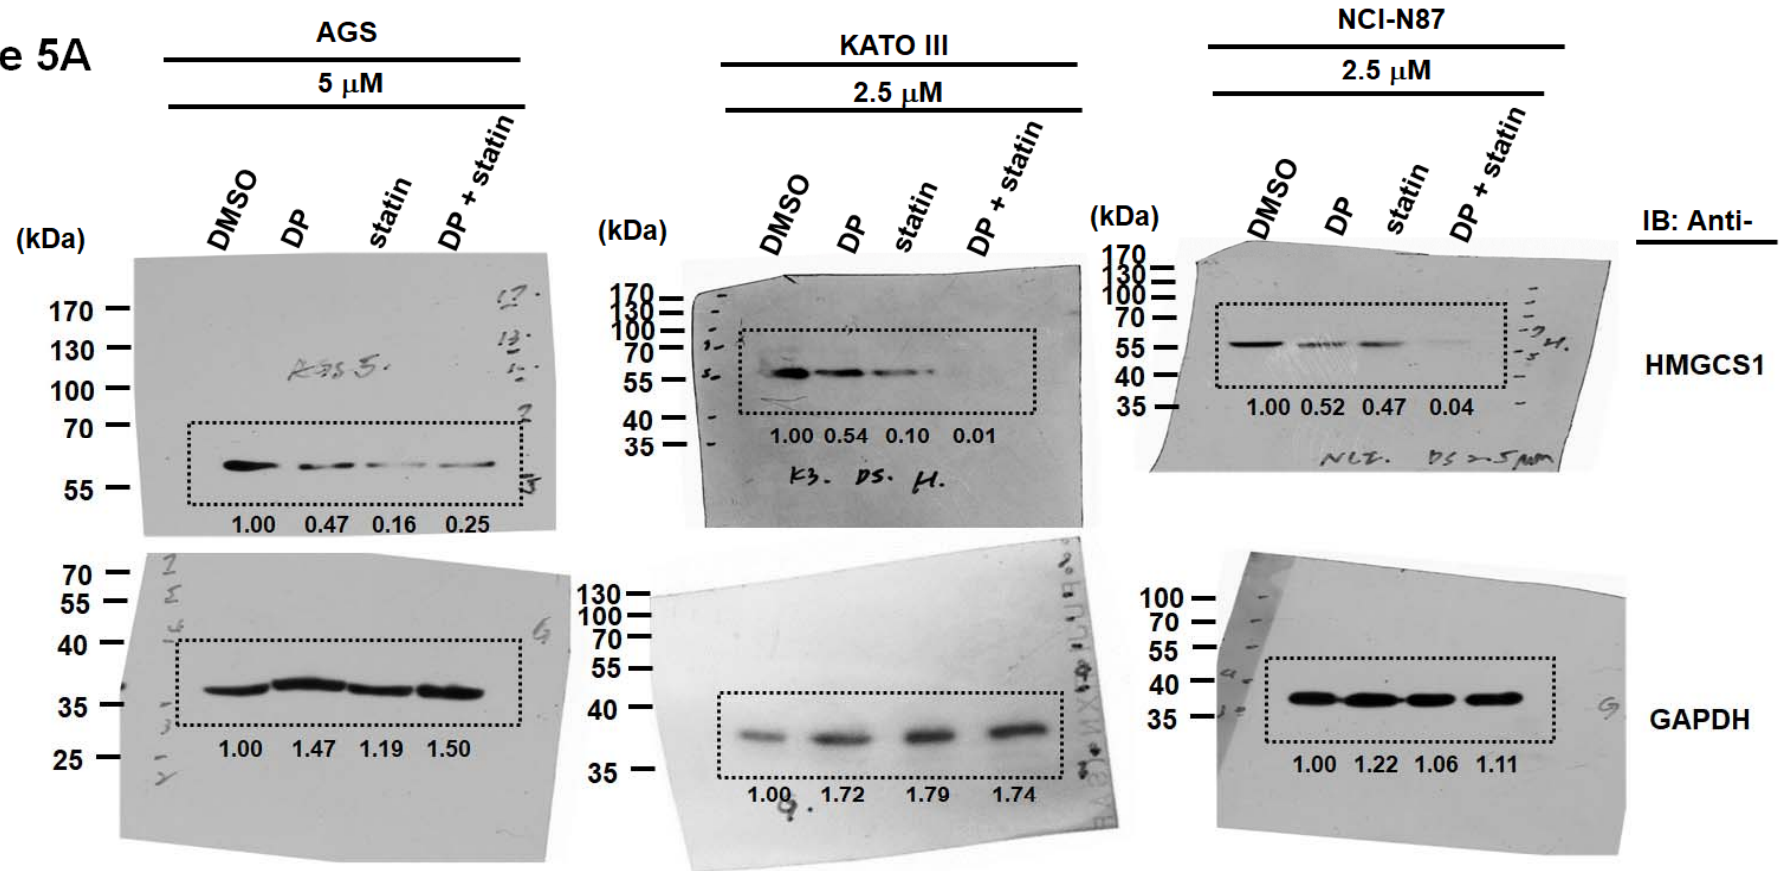 e 5A
AGS
5 µM
KATO III
2.5 µM
NCI-N87
2.5 µM
(kDa)
DMSO
DP
statin
DP + statin
(kDa)
DMSO
DP
statin
DP + statin
(kDa)
DMSO
DP
statin
DP + statin
IB: Anti-
170
130
100
70
55
1.00 0.47 0.16 0.25
170
130
100
70
55
40
35
1.00 0.54 0.10 0.01
K3. DS. H.
170
130
100
70
55
40
35
1.00 0.52 0.47 0.04
HMGCS1
70
55
40
35
25
1.00 1.47 1.19 1.50
130
100
70
55
40
35
1.00 1.72 1.79 1.74
100
70
55
40
35
G
1.00 1.22 1.06 1.11
GAPDH